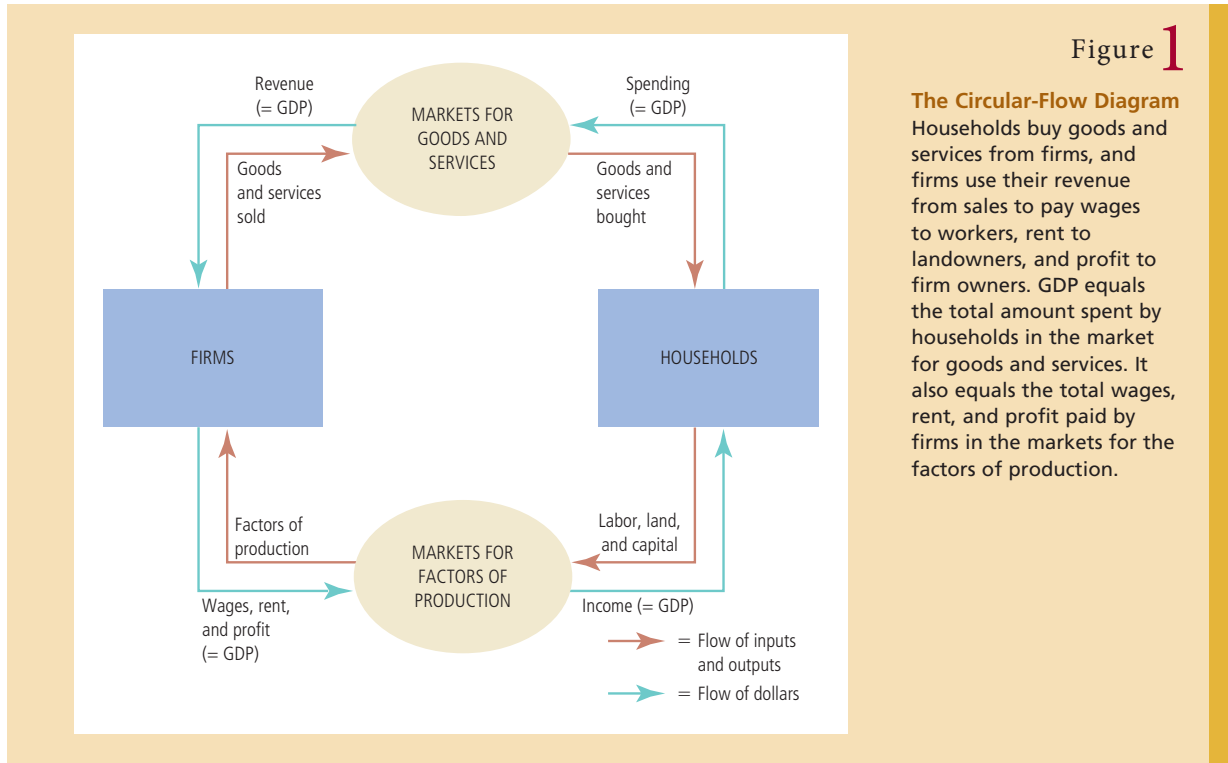 Figure 1
The Circular-Flow Diagram
Households buy goods and
services from firms, and
firms use their revenue
from sales to pay wages
to workers, rent to
landowners, and profit to
firm owners. GDP equals
the total amount spent by
households in the market
for goods and services. It
also equals the total wages,
rent, and profit paid by
firms in the markets for the
factors of production.
Revenue
(= GDP)
MARKETS FOR
GOODS AND
SERVICES
Spending
(= GDP)
Goods
and services
sold
Goods and
services
bought
FIRMS
HOUSEHOLDS
Factors of
production
MARKETS FOR
FACTORS OF
PRODUCTION
Labor, land,
and capital
Wages, rent,
and profit
(= GDP)
Income (= GDP)
= Flow of inputs
and outputs
= Flow of dollars